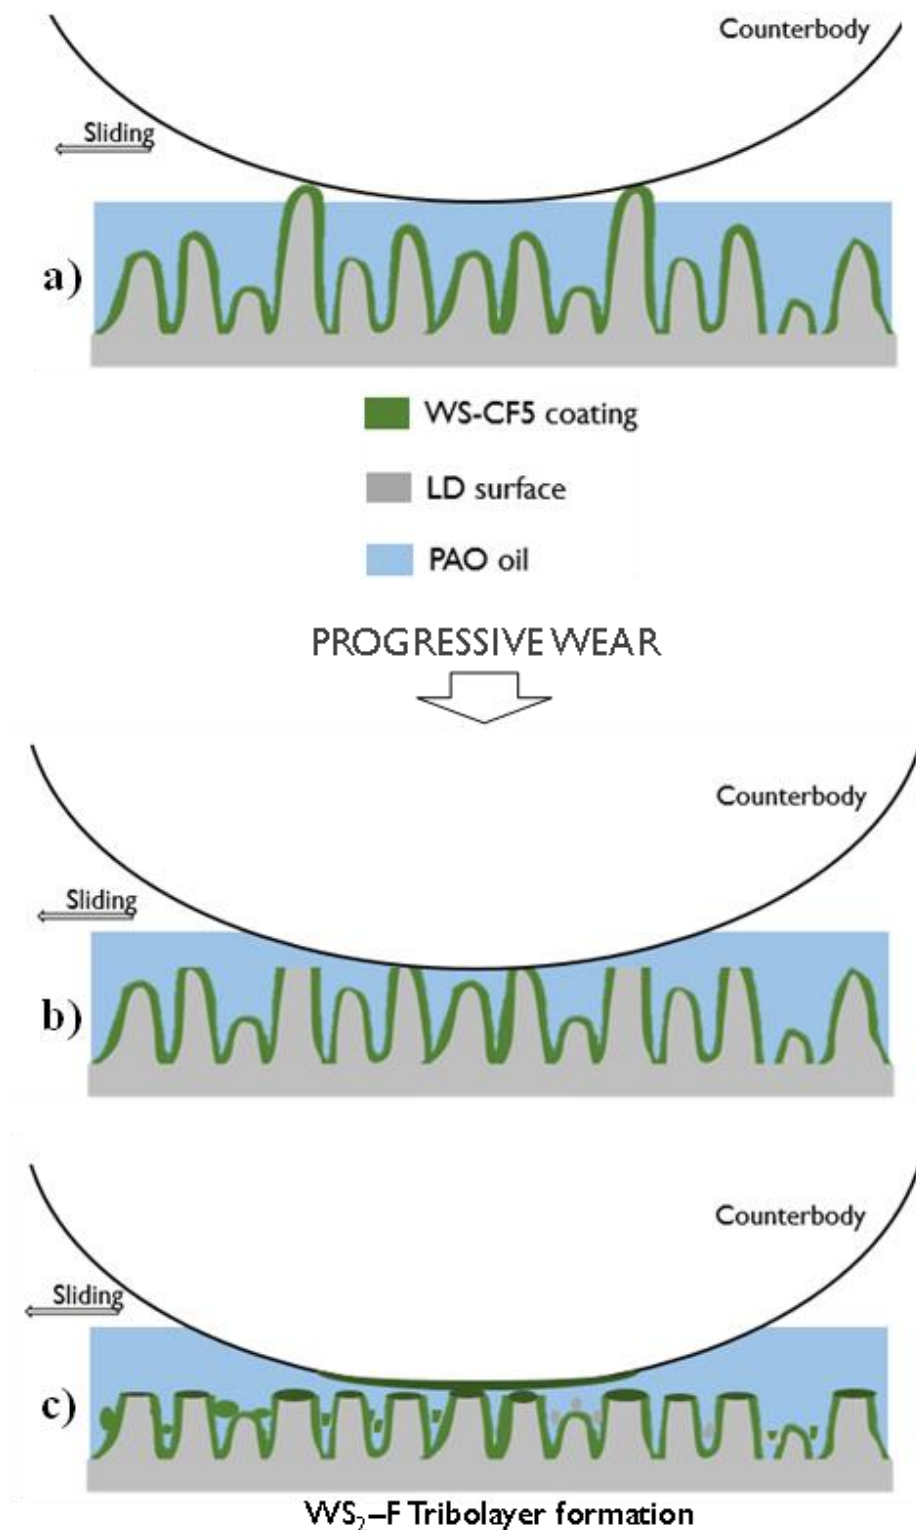 Counterbody
Sliding
a)
WS-CF5 coating
LD surface
PAO oil
PROGRESSIVE WEAR
Counterbody
Sliding
b)
Counterbody
Sliding
c)
WS₂–F Tribolayer formation